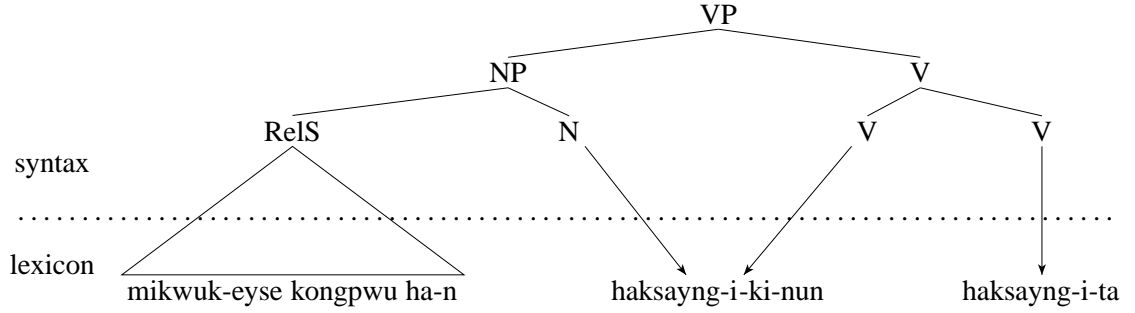 VP
NP V
RelS N V V
syntax
lexicon
mikwuk-eyse kongpwu ha-n haksayng-i-ki-nun haksayng-i-ta